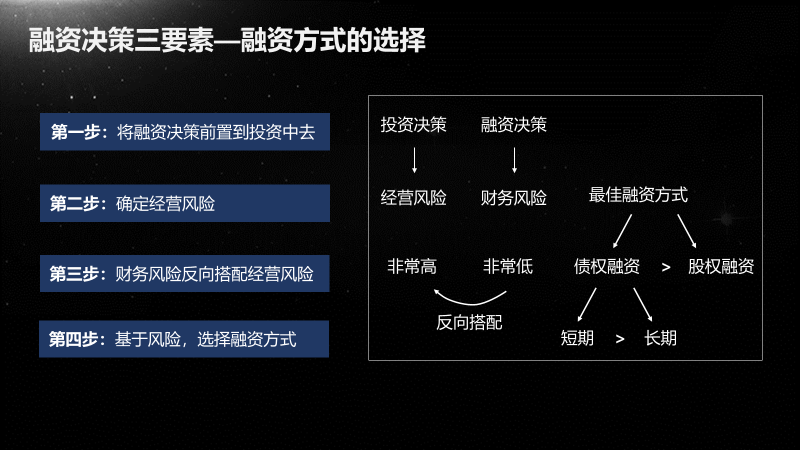 融资决策三要素—融资方式的选择
第一步：将融资决策前置到投资中去
第二步：确定经营风险
第三步：财务风险反向搭配经营风险
第四步：基于风险，选择融资方式
投资决策 融资决策
经营风险 财务风险 最佳融资方式
非常高 非常低 债权融资 > 股权融资
反向搭配
短期 > 长期